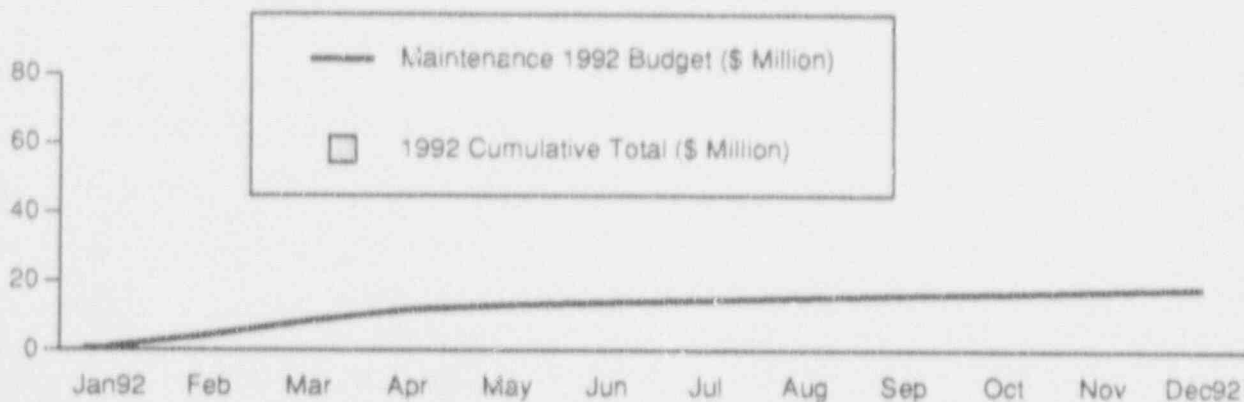 Maintenance 1992 Budget ($ Million)
1992 Cumulative Total ($ Million)
80
60
40
20
0
Jan92 Feb Mar Apr May Jun Jul Aug Sep Oct Nov Dec92